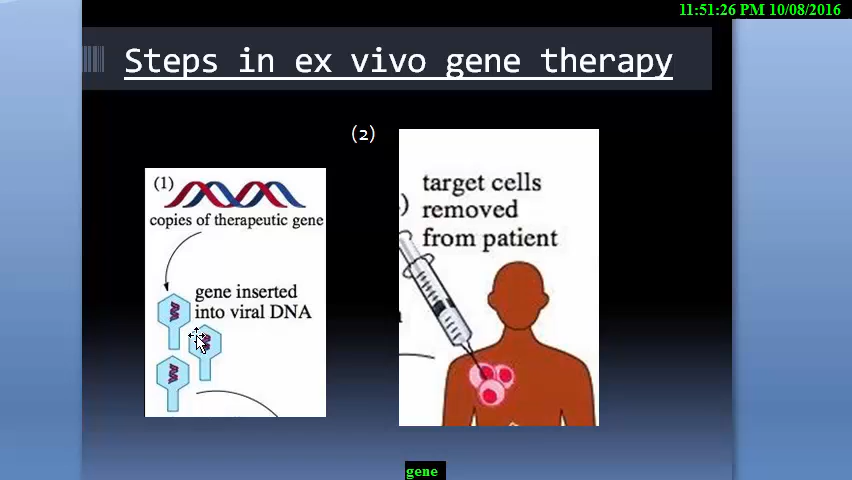 11:51:26 PM 10/08/2016
Steps in ex vivo gene therapy
(1)
copies of therapeutic gene
gene inserted
into viral DNA
(2)
target cells
removed
from patient
gene